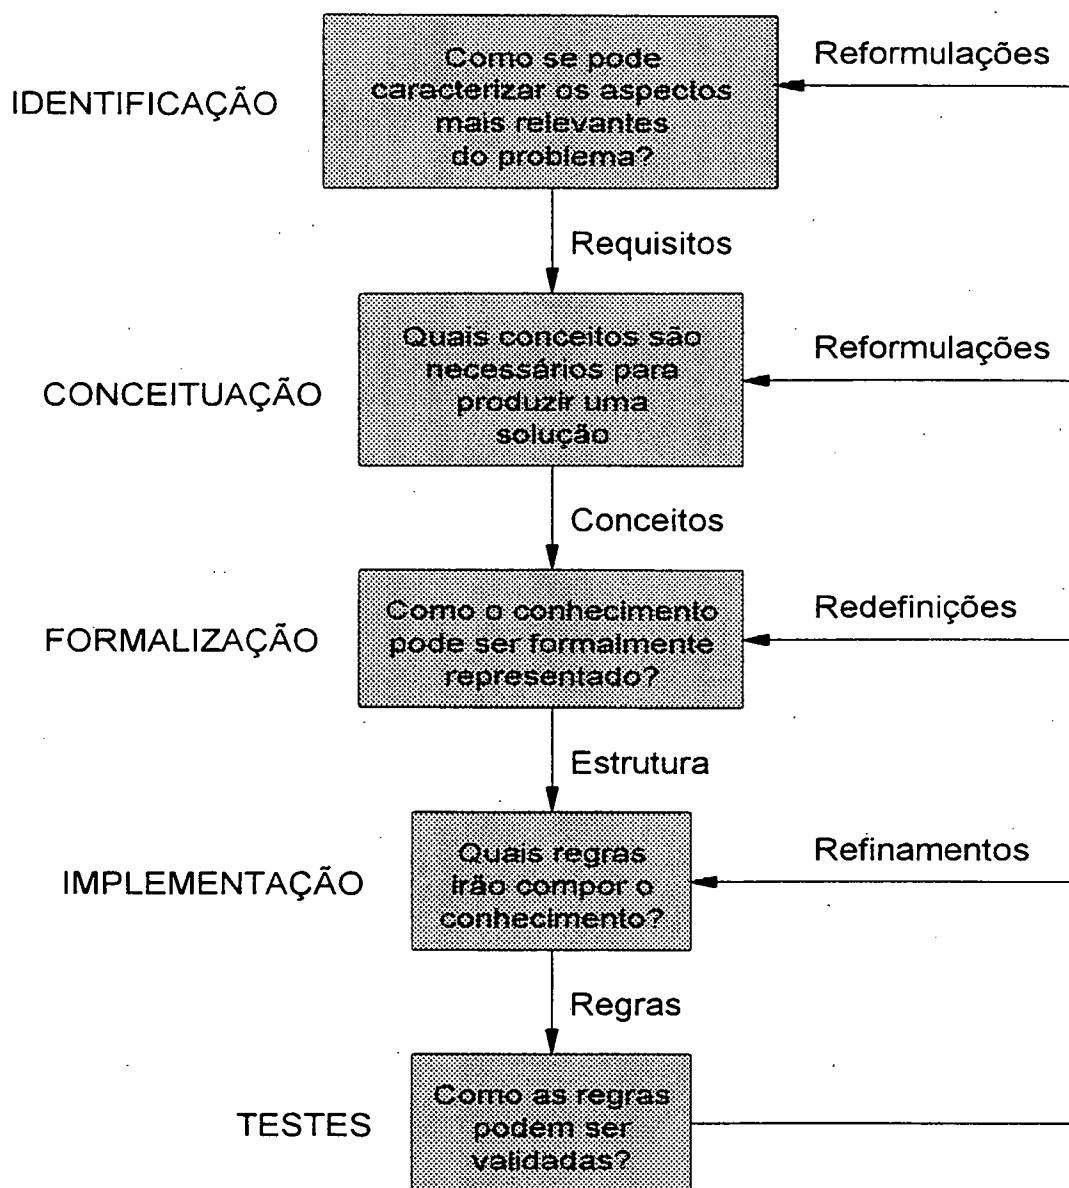 Como se pode
caracterizar os aspectos
mais relevantes
do problema?
IDENTIFICAÇÃO
Reformulações
Requisitos
Quais conceitos são
necessários para
produzir uma
solução
CONCEITUAÇÃO
Reformulações
Conceitos
Como o conhecimento
pode ser formalmente
representado?
FORMALIZAÇÃO
Redefinições
Estrutura
Quais regras
irão compor o
conhecimento?
IMPLEMENTAÇÃO
Refinamentos
Regras
Como as regras
podem ser
validadas?
TESTES